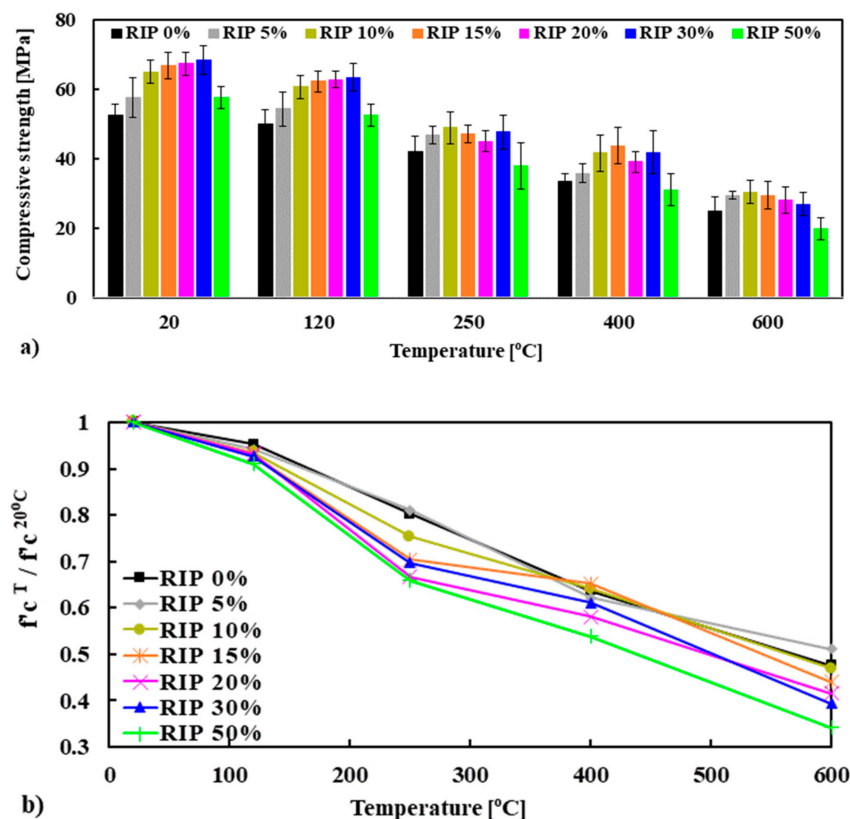 80
RIP 0% RIP 5% RIP 10% RIP 15% RIP 20% RIP 30% RIP 50%
60
40
20
0
Compressive strength [MPa]
20 120 250 400 600
Temperature [⁰C]
a)
1
0.9
0.8
0.7
0.6
0.5
0.4
0.3
f'c ᵀ / f'c ²⁰⁰C
RIP 0%
RIP 5%
RIP 10%
RIP 15%
RIP 20%
RIP 30%
RIP 50%
0 100 200 300 400 500 600
Temperature [⁰C]
b)